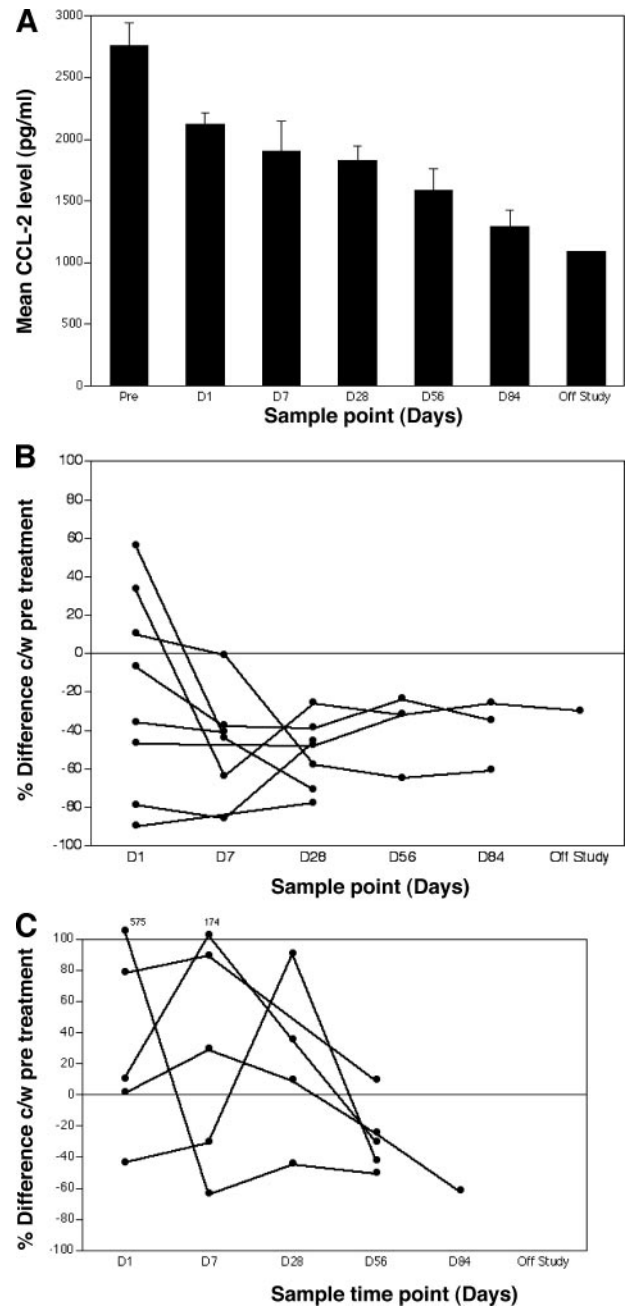 A
Mean CCL-2 level (pg/ml)
3000
2500
2000
1500
1000
500
0
Pre D1 D7 D28 D56 D84 Off Study
Sample point (Days)
B
% Difference c/w pre treatment
100
80
60
40
20
0
-20
-40
-60
-80
-100
D1 D7 D28 D56 D84 Off Study
Sample point (Days)
C
% Difference c/w pre treatment
575 174
100
80
60
40
20
0
-20
-40
-60
-80
-100
D1 D7 D28 D56 D84 Off Study
Sample time point (Days)